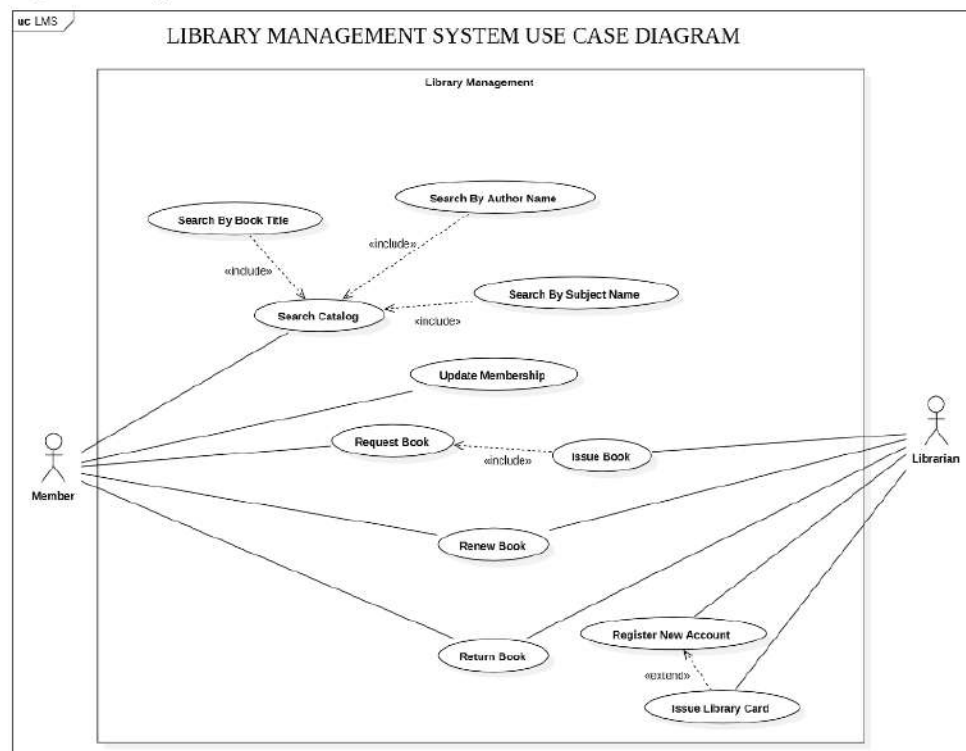 uc LMS
LIBRARY MANAGEMENT SYSTEM USE CASE DIAGRAM
Library Management
Search By Author Name
Search By Book Title
«include»
«include»
Search By Subject Name
Search Catalog
«include»
Update Membership
Request Book
Issue Book
«include»
Librarian
Member
Renew Book
Register New Account
Return Book
«extend»
Issue Library Card